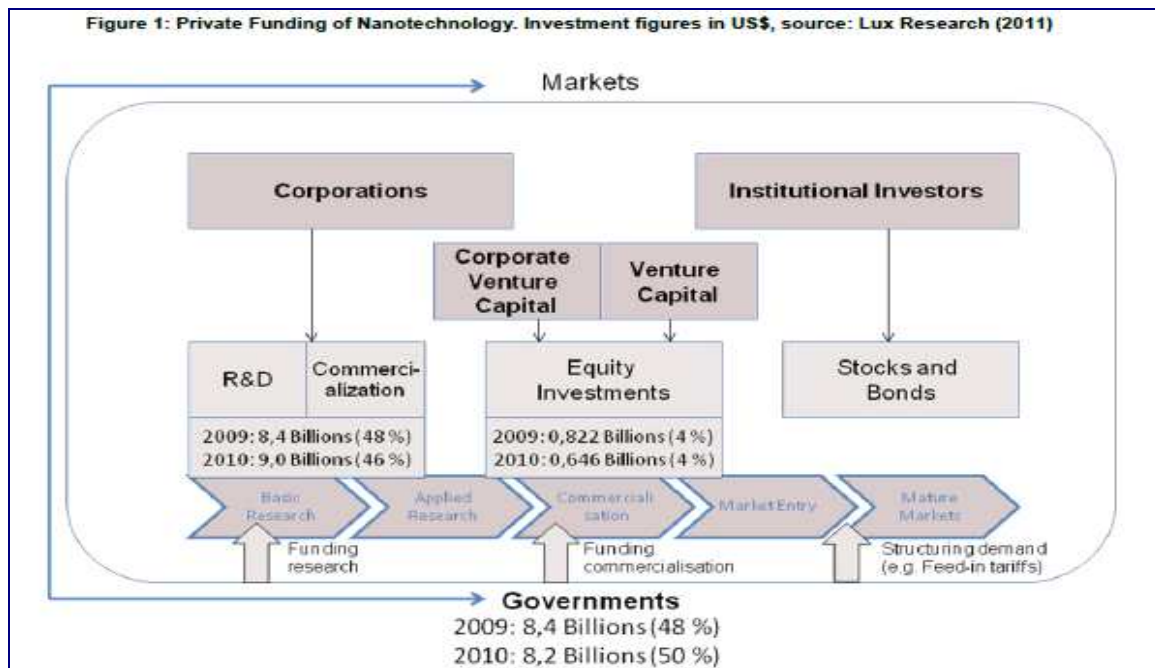 Figure 1: Private Funding of Nanotechnology. Investment figures in US$, source: Lux Research (2011)
Markets
Corporations
Institutional Investors
Corporate
Venture
Capital
Venture
Capital
R&D
Commerci-
alization
Equity
Investments
Stocks and
Bonds
2009: 8,4 Billions (48 %)
2010: 9,0 Billions (46 %)
2009: 0,822 Billions (4 %)
2010: 0,646 Billions (4 %)
Basic
Research
Applied
Research
Commerciali
sation
Market Entry
Mature
Markets
Funding
research
Funding
commercialisation
Structuring demand
(e.g. Feed-in tariffs)
Governments
2009: 8,4 Billions (48 %)
2010: 8,2 Billions (50 %)